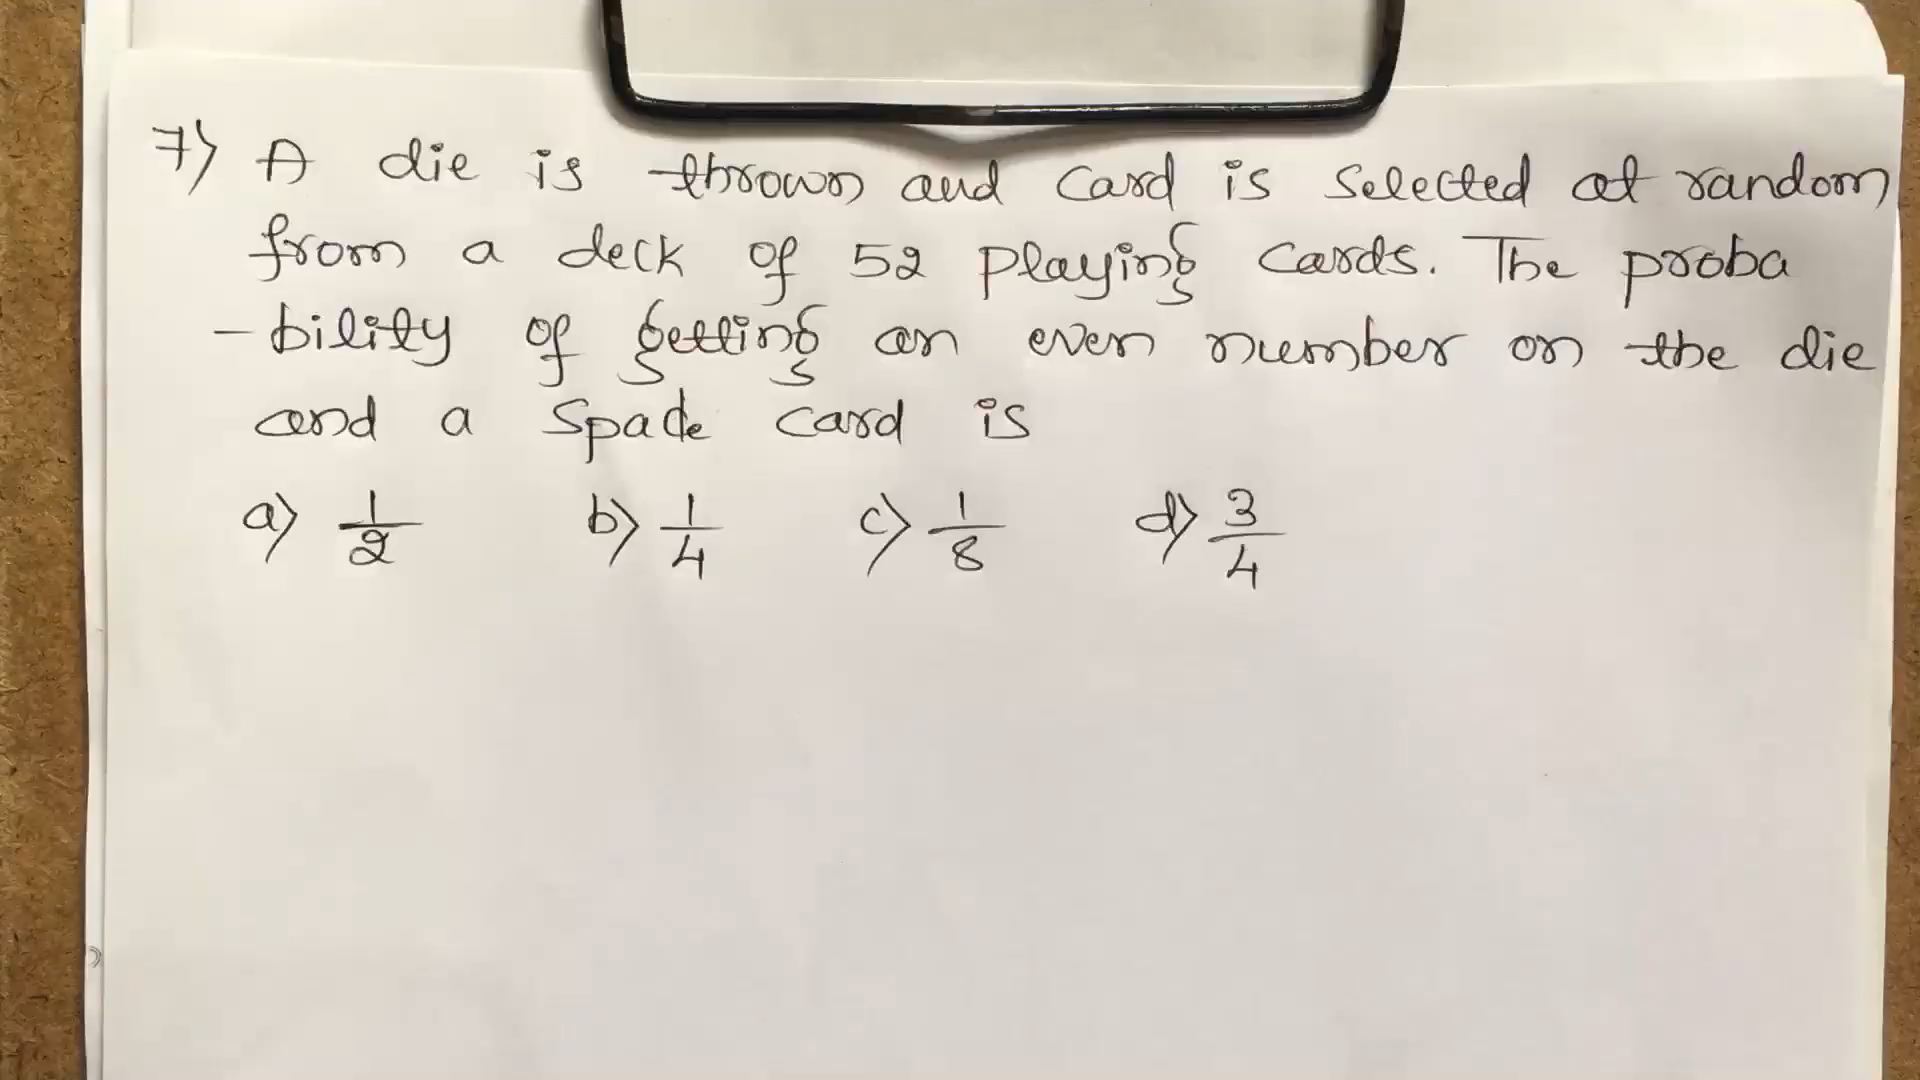 7) A die is thrown and card is selected at random
from a deck of 52 playing cards. The proba
-bility of getting an even number on the die
and a spade card is
a) 1/2 b) 1/4 c) 1/8 d) 3/4